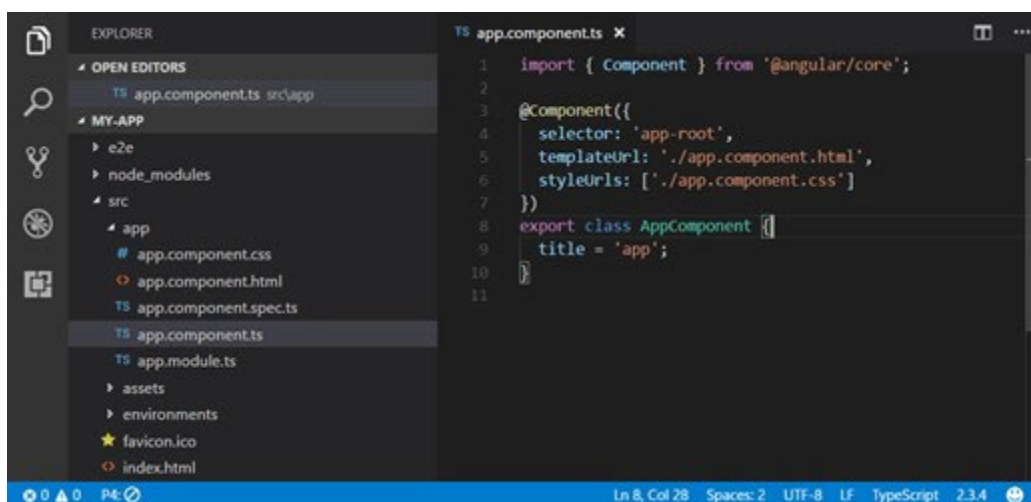 EXPLORER
OPEN EDITORS
TS app.component.ts src\app
MY-APP
e2e
node_modules
src
app
# app.component.css
<> app.component.html
TS app.component.spec.ts
TS app.component.ts
TS app.module.ts
assets
environments
favicon.ico
<> index.html
TS app.component.ts ×
1 import { Component } from '@angular/core';
2
3 @Component({
4   selector: 'app-root',
5   templateUrl: './app.component.html',
6   styleUrls: ['./app.component.css']
7 })
8 export class AppComponent {
9   title = 'app';
10 }
11
0 0 P4: Ln 8, Col 28 Spaces: 2 UTF-8 LF TypeScript 2.3.4